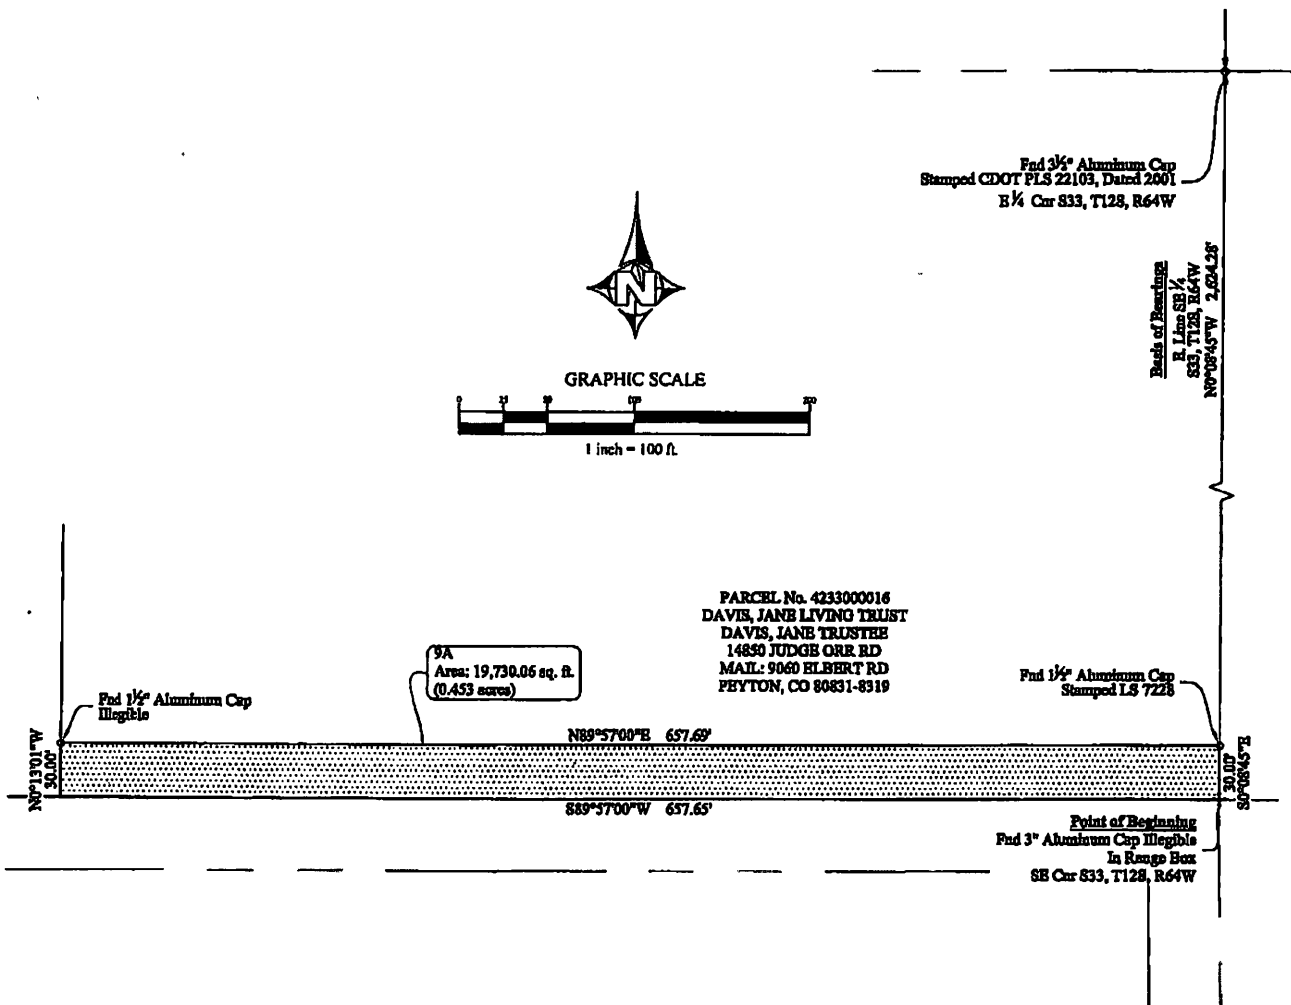 Fnd 3½" Aluminum Cap
Stamped CDOT PLS 22103, Dated 2001
E¼ Cnr S33, T12S, R64W
Basis of Bearings
E. Line SE¼
S33, T12S, R64W
N0°08'45"W 2,624.28'
N
GRAPHIC SCALE
0 25 50 100 200
1 inch = 100 ft.
PARCEL No. 4233000016
DAVIS, JANE LIVING TRUST
DAVIS, JANE TRUSTEE
14850 JUDGE ORR RD
MAIL: 9060 ELBERT RD
PEYTON, CO 80831-8319
9A
Area: 19,730.06 sq. ft.
(0.453 acres)
Fnd 1½" Aluminum Cap
Illegible
Fnd 1½" Aluminum Cap
Stamped LS 7228
N89°57'00"E 657.69'
N0°13'01"W
30.00'
30.00'
S0°08'45"E
S89°57'00"W 657.65'
Point of Beginning
Fnd 3" Aluminum Cap Illegible
In Range Box
SE Cnr S33, T12S, R64W